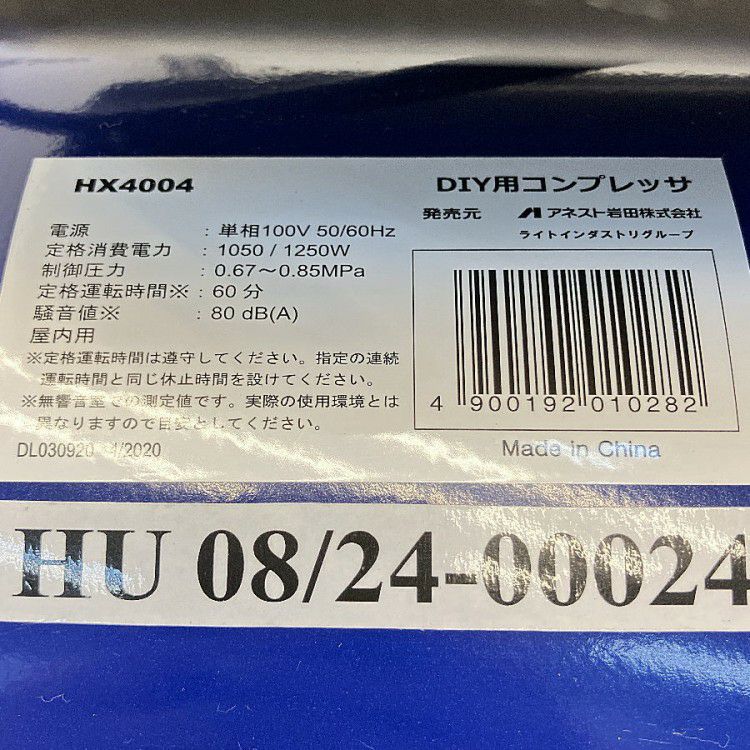 HX4004
DIY用コンプレッサ
電源 : 単相100V 50/60Hz
定格消費電力 : 1050 / 1250W
制御圧力 : 0.67～0.85MPa
定格運転時間※ : 60 分
騒音値※ : 80 dB(A)
屋内用
※定格運転時間は遵守してください。指定の連続
運転時間と同じ休止時間を設けてください。
※無響音室での測定値です。実際の使用環境とは
異なりますので目安としてください。
DL030920 /2020
発売元 アネスト岩田株式会社
ライトインダストリグループ
4 900192 010282
Made in China
HU 08/24-00024